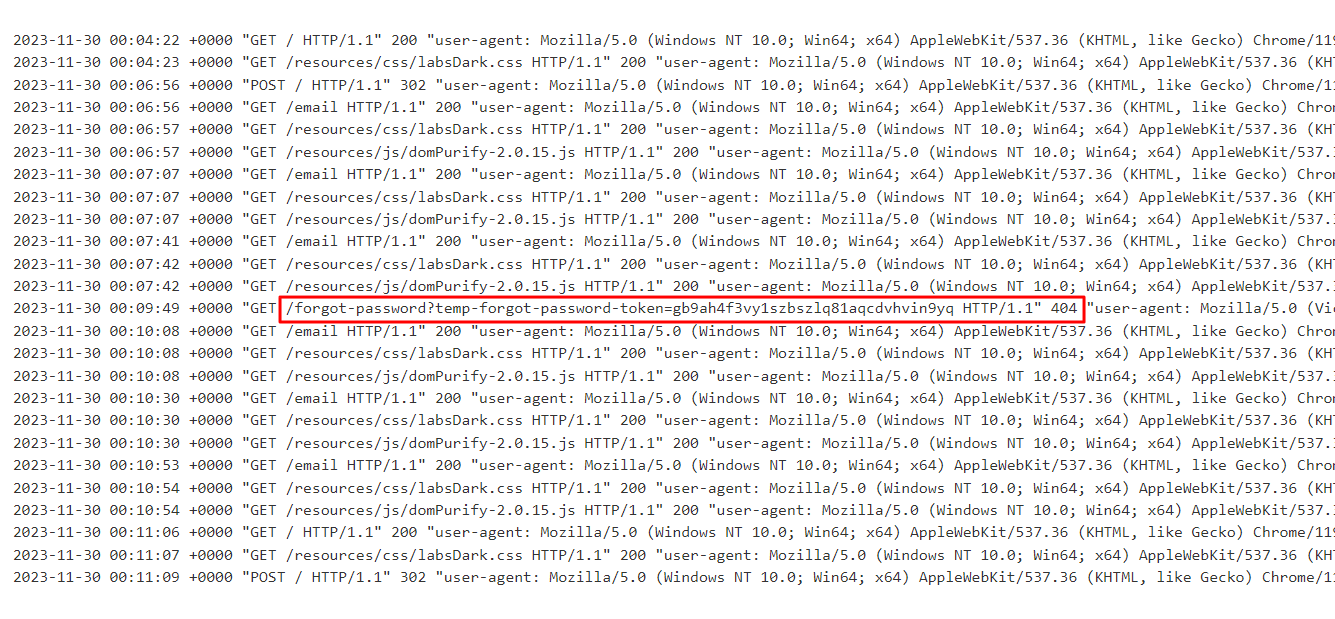 2023-11-30 00:04:22 +0000 "GET / HTTP/1.1" 200 "user-agent: Mozilla/5.0 (Windows NT 10.0; Win64; x64) AppleWebKit/537.36 (KHTML, like Gecko) Chrome/119
2023-11-30 00:04:23 +0000 "GET /resources/css/labsDark.css HTTP/1.1" 200 "user-agent: Mozilla/5.0 (Windows NT 10.0; Win64; x64) AppleWebKit/537.36 (KH
2023-11-30 00:06:56 +0000 "POST / HTTP/1.1" 302 "user-agent: Mozilla/5.0 (Windows NT 10.0; Win64; x64) AppleWebKit/537.36 (KHTML, like Gecko) Chrome/11
2023-11-30 00:06:56 +0000 "GET /email HTTP/1.1" 200 "user-agent: Mozilla/5.0 (Windows NT 10.0; Win64; x64) AppleWebKit/537.36 (KHTML, like Gecko) Chro
2023-11-30 00:06:57 +0000 "GET /resources/css/labsDark.css HTTP/1.1" 200 "user-agent: Mozilla/5.0 (Windows NT 10.0; Win64; x64) AppleWebKit/537.36 (KH
2023-11-30 00:06:57 +0000 "GET /resources/js/domPurify-2.0.15.js HTTP/1.1" 200 "user-agent: Mozilla/5.0 (Windows NT 10.0; Win64; x64) AppleWebKit/537.
2023-11-30 00:07:07 +0000 "GET /email HTTP/1.1" 200 "user-agent: Mozilla/5.0 (Windows NT 10.0; Win64; x64) AppleWebKit/537.36 (KHTML, like Gecko) Chro
2023-11-30 00:07:07 +0000 "GET /resources/css/labsDark.css HTTP/1.1" 200 "user-agent: Mozilla/5.0 (Windows NT 10.0; Win64; x64) AppleWebKit/537.36 (KH
2023-11-30 00:07:07 +0000 "GET /resources/js/domPurify-2.0.15.js HTTP/1.1" 200 "user-agent: Mozilla/5.0 (Windows NT 10.0; Win64; x64) AppleWebKit/537.
2023-11-30 00:07:41 +0000 "GET /email HTTP/1.1" 200 "user-agent: Mozilla/5.0 (Windows NT 10.0; Win64; x64) AppleWebKit/537.36 (KHTML, like Gecko) Chro
2023-11-30 00:07:42 +0000 "GET /resources/css/labsDark.css HTTP/1.1" 200 "user-agent: Mozilla/5.0 (Windows NT 10.0; Win64; x64) AppleWebKit/537.36 (KH
2023-11-30 00:07:42 +0000 "GET /resources/js/domPurify-2.0.15.js HTTP/1.1" 200 "user-agent: Mozilla/5.0 (Windows NT 10.0; Win64; x64) AppleWebKit/537.
2023-11-30 00:09:49 +0000 "GET /forgot-password?temp-forgot-password-token=gb9ah4f3vy1szbszlq81aqcdvhvin9yq HTTP/1.1" 404 "user-agent: Mozilla/5.0 (Vic
2023-11-30 00:10:08 +0000 "GET /email HTTP/1.1" 200 "user-agent: Mozilla/5.0 (Windows NT 10.0; Win64; x64) AppleWebKit/537.36 (KHTML, like Gecko) Chro
2023-11-30 00:10:08 +0000 "GET /resources/css/labsDark.css HTTP/1.1" 200 "user-agent: Mozilla/5.0 (Windows NT 10.0; Win64; x64) AppleWebKit/537.36 (KH
2023-11-30 00:10:08 +0000 "GET /resources/js/domPurify-2.0.15.js HTTP/1.1" 200 "user-agent: Mozilla/5.0 (Windows NT 10.0; Win64; x64) AppleWebKit/537.
2023-11-30 00:10:30 +0000 "GET /email HTTP/1.1" 200 "user-agent: Mozilla/5.0 (Windows NT 10.0; Win64; x64) AppleWebKit/537.36 (KHTML, like Gecko) Chro
2023-11-30 00:10:30 +0000 "GET /resources/css/labsDark.css HTTP/1.1" 200 "user-agent: Mozilla/5.0 (Windows NT 10.0; Win64; x64) AppleWebKit/537.36 (KH
2023-11-30 00:10:30 +0000 "GET /resources/js/domPurify-2.0.15.js HTTP/1.1" 200 "user-agent: Mozilla/5.0 (Windows NT 10.0; Win64; x64) AppleWebKit/537.
2023-11-30 00:10:53 +0000 "GET /email HTTP/1.1" 200 "user-agent: Mozilla/5.0 (Windows NT 10.0; Win64; x64) AppleWebKit/537.36 (KHTML, like Gecko) Chro
2023-11-30 00:10:54 +0000 "GET /resources/css/labsDark.css HTTP/1.1" 200 "user-agent: Mozilla/5.0 (Windows NT 10.0; Win64; x64) AppleWebKit/537.36 (KH
2023-11-30 00:10:54 +0000 "GET /resources/js/domPurify-2.0.15.js HTTP/1.1" 200 "user-agent: Mozilla/5.0 (Windows NT 10.0; Win64; x64) AppleWebKit/537.
2023-11-30 00:11:06 +0000 "GET / HTTP/1.1" 200 "user-agent: Mozilla/5.0 (Windows NT 10.0; Win64; x64) AppleWebKit/537.36 (KHTML, like Gecko) Chrome/119
2023-11-30 00:11:07 +0000 "GET /resources/css/labsDark.css HTTP/1.1" 200 "user-agent: Mozilla/5.0 (Windows NT 10.0; Win64; x64) AppleWebKit/537.36 (KH
2023-11-30 00:11:09 +0000 "POST / HTTP/1.1" 302 "user-agent: Mozilla/5.0 (Windows NT 10.0; Win64; x64) AppleWebKit/537.36 (KHTML, like Gecko) Chrome/11